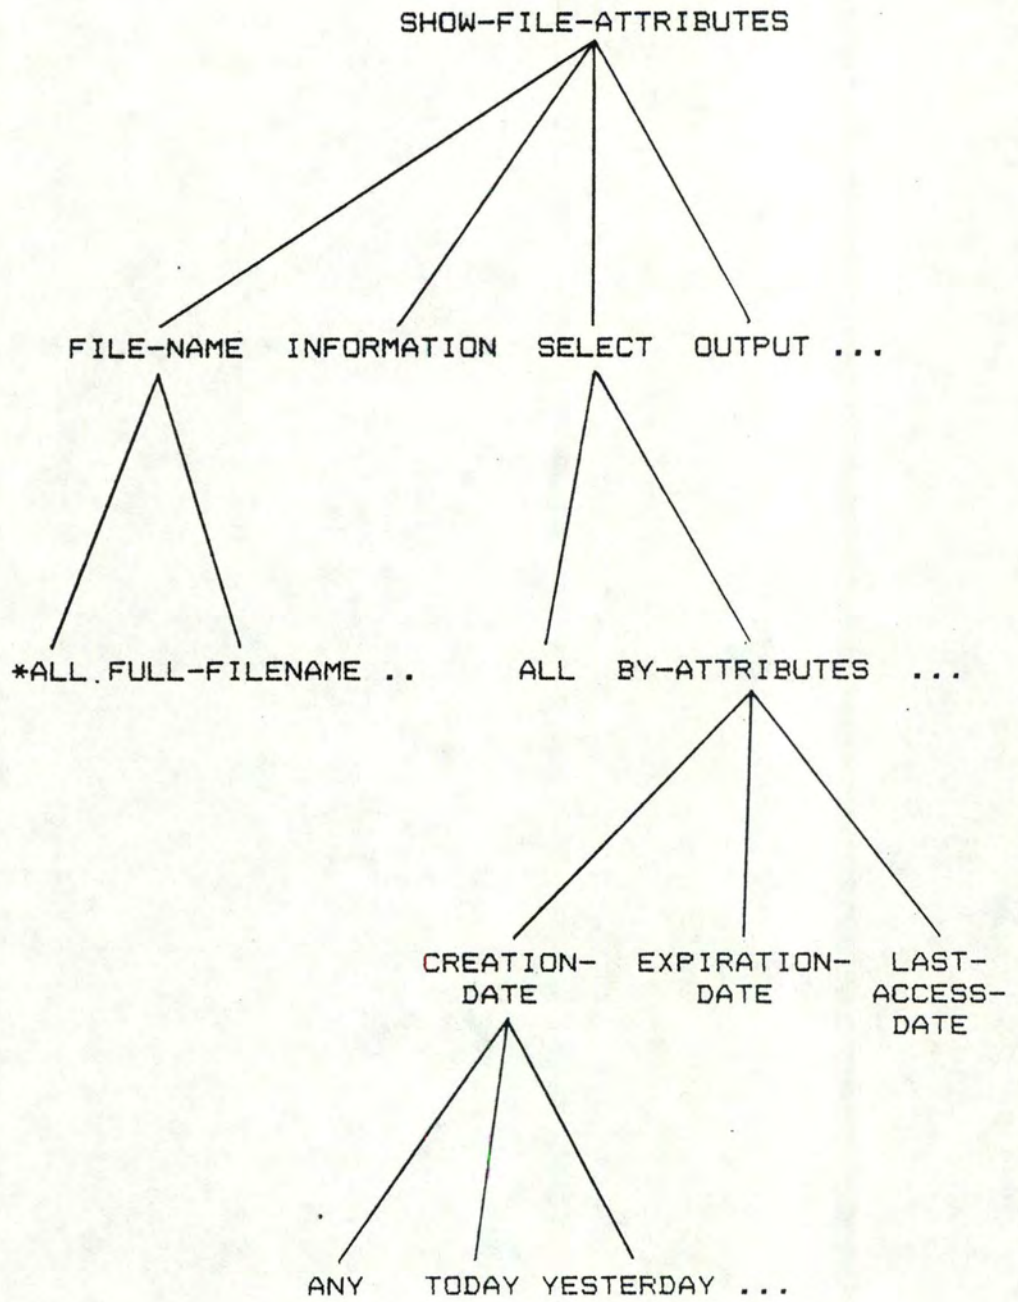 SHOW-FILE-ATTRIBUTES
FILE-NAME INFORMATION SELECT OUTPUT ...
*ALL FULL-FILENAME .. ALL BY-ATTRIBUTES ...
CREATION- EXPIRATION- LAST-
DATE DATE ACCESS-
DATE
ANY TODAY YESTERDAY ...